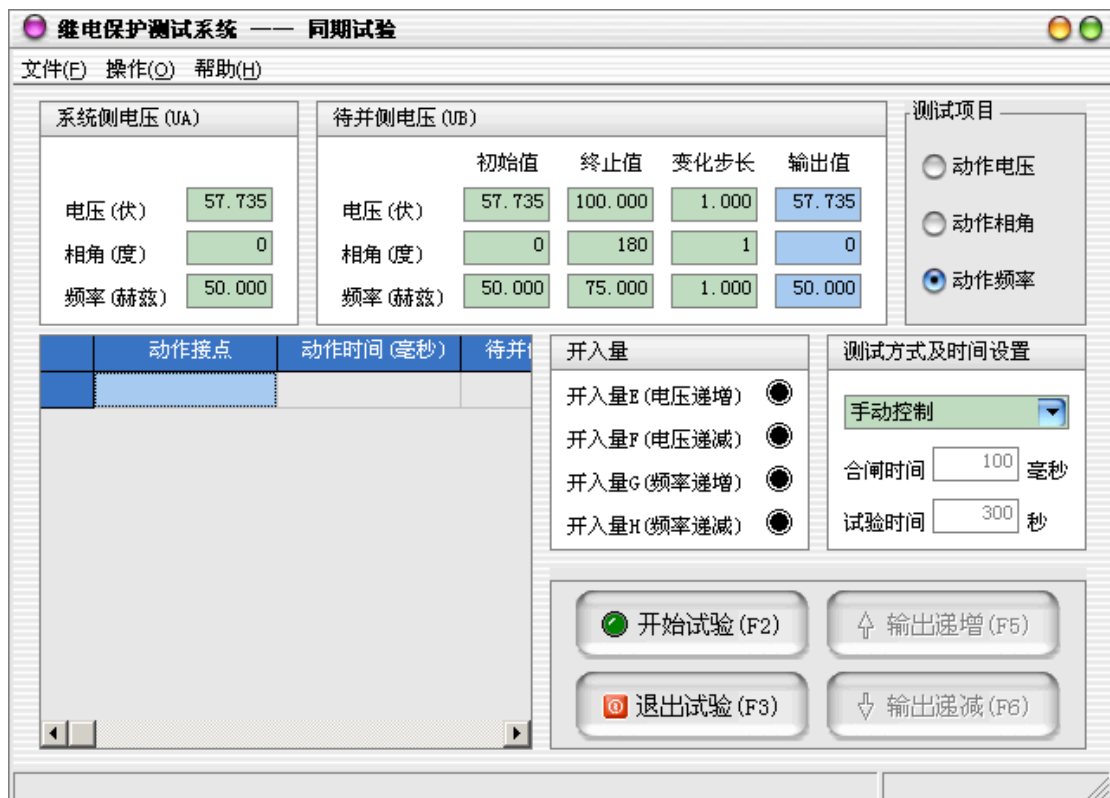 继电保护测试系统 —— 同期试验
文件(F) 操作(O) 帮助(H)
系统侧电压(UA)
电压(伏) 57.735
相角(度) 0
频率(赫兹) 50.000
待并侧电压(UB)
初始值 终止值 变化步长 输出值
电压(伏) 57.735 100.000 1.000 57.735
相角(度) 0 180 1 0
频率(赫兹) 50.000 75.000 1.000 50.000
测试项目
动作电压
动作相角
动作频率
动作接点 动作时间(毫秒) 待并
开入量
开入量E(电压递增)
开入量F(电压递减)
开入量G(频率递增)
开入量H(频率递减)
测试方式及时间设置
手动控制
合闸时间 100 毫秒
试验时间 300 秒
开始试验(F2) 输出递增(F5)
退出试验(F3) 输出递减(F6)